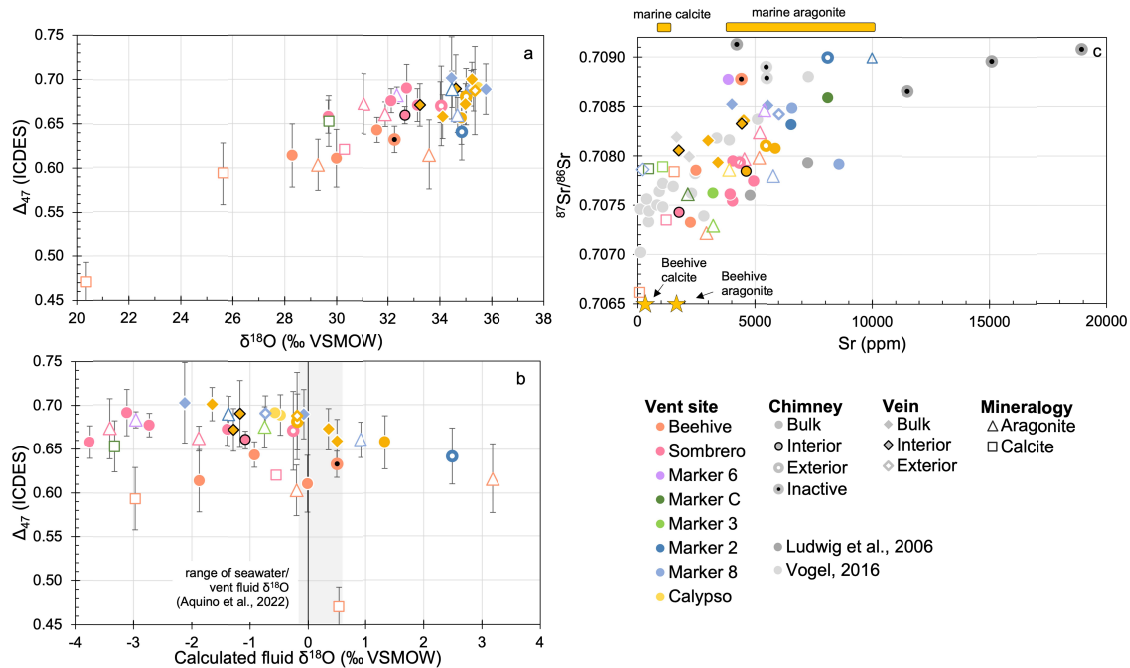 0.75
0.70
0.65
0.60
0.55
0.50
0.45
Δ47 (ICDES)
a
20 22 24 26 28 30 32 34 36 38
δ18O (‰ VSMOW)
0.75
0.70
0.65
0.60
0.55
0.50
0.45
Δ47 (ICDES)
b
range of seawater/
vent fluid δ18O
(Aquino et al., 2022)
-4 -3 -2 -1 0 1 2 3 4
Calculated fluid δ18O (‰ VSMOW)
marine calcite
marine aragonite
c
0.7090
0.7085
0.7080
0.7075
0.7070
0.7065
87Sr/86Sr
Beehive
calcite
Beehive
aragonite
0 5000 10000 15000 20000
Sr (ppm)
Vent site
Beehive
Sombrero
Marker 6
Marker C
Marker 3
Marker 2
Marker 8
Calypso
Chimney
Bulk
Interior
Exterior
Inactive
Ludwig et al., 2006
Vogel, 2016
Vein
Bulk
Interior
Exterior
Mineralogy
Aragonite
Calcite